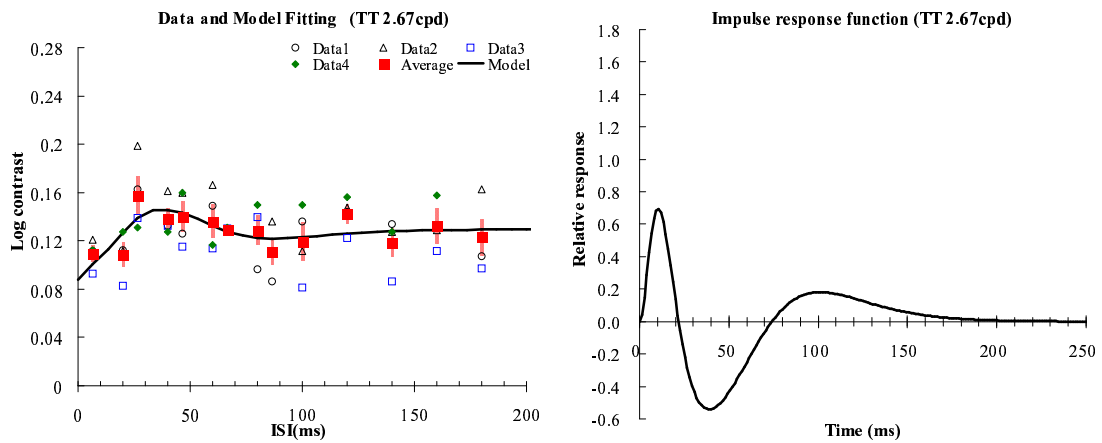 Data and Model Fitting (TT 2.67cpd)
Data1 Data2 Data3
Data4 Average Model
Log contrast
0.28
0.24
0.2
0.16
0.12
0.08
0.04
0
0 50 100 150 200
ISI(ms)
Impulse response function (TT 2.67cpd)
Relative response
1.8
1.6
1.4
1.2
1.0
0.8
0.6
0.4
0.2
0.0
-0.2
-0.4
-0.6
0 50 100 150 200 250
Time (ms)